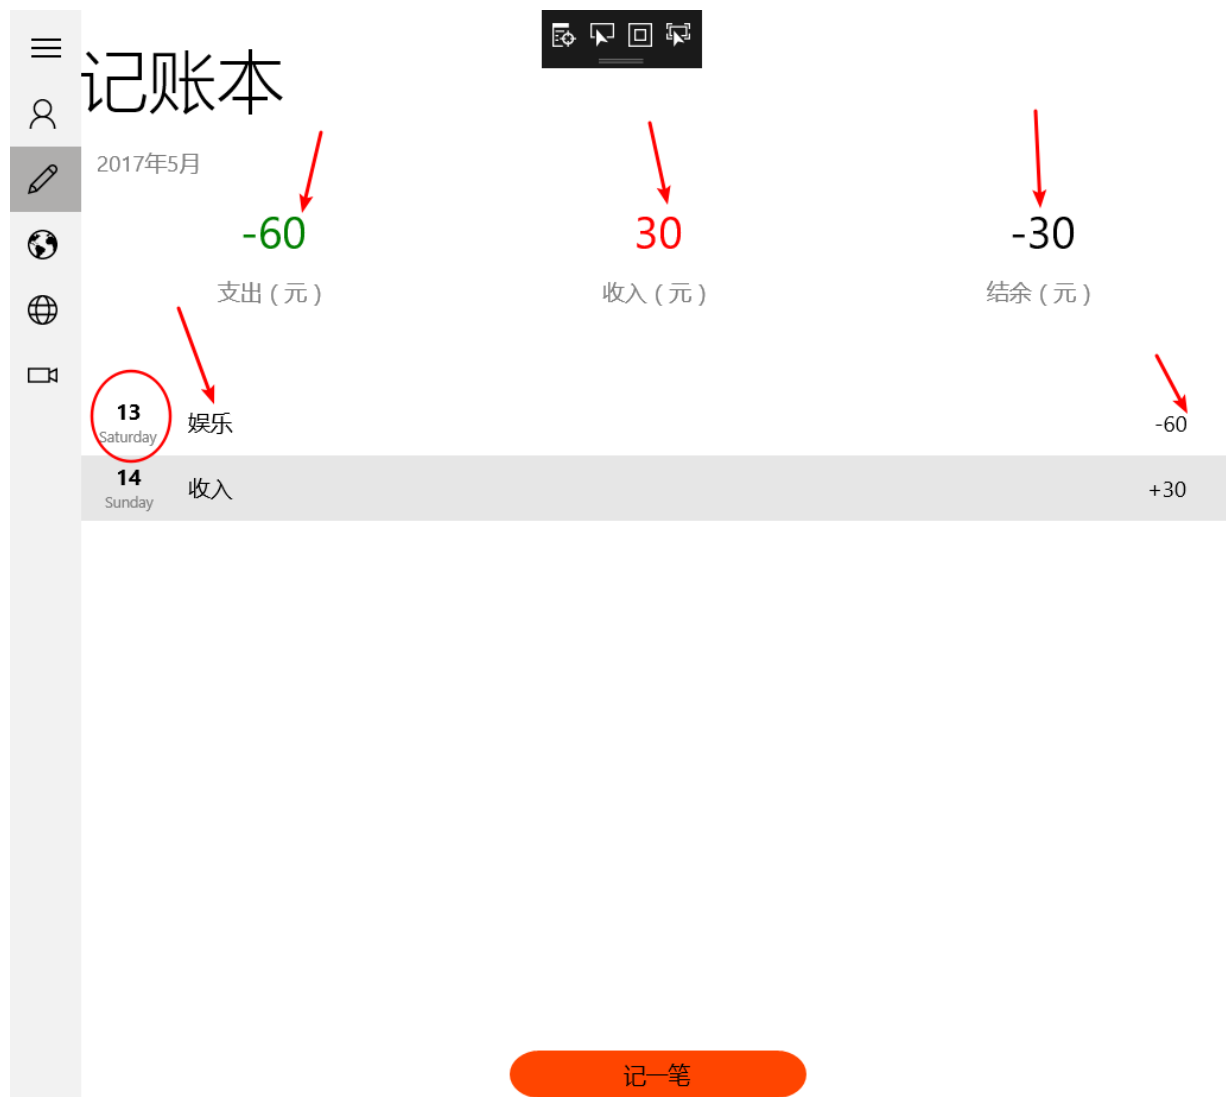 记账本
2017年5月
-60 30 -30
支出（元） 收入（元） 结余（元）
13
Saturday
娱乐 -60
14
Sunday
收入 +30
记一笔